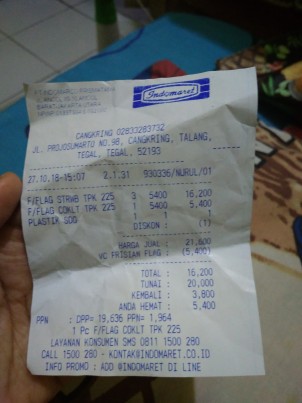 PT INDOMARCO PRISMATAMA
Indomaret
CANGKRING 02833283732
JL. PROJOSUMARTO NO.98, CANGKRING, TALANG,
TEGAL, TEGAL, 52193
27.10.18-15:07 2.1.31 930336/NURUL/01
F/FLAG STRWB TPK 225 3 5400 16,200
F/FLAG COKLT TPK 225 1 5400 5,400
PLASTIK SDG 1 1 1
DISKON : (1)
HARGA JUAL : 21,600
VC FRISIAN FLAG : (5,400)
TOTAL : 16,200
TUNAI : 20,000
KEMBALI : 3,800
ANDA HEMAT : 5,400
PPN : DPP= 19,636 PPN= 1,964
1 Pc F/FLAG COKLT TPK 225
LAYANAN KONSUMEN SMS 0811 1500 280
CALL 1500 280 - KONTAK@INDOMARET.CO.ID
INFO PROMO : ADD @INDOMARET DI LINE